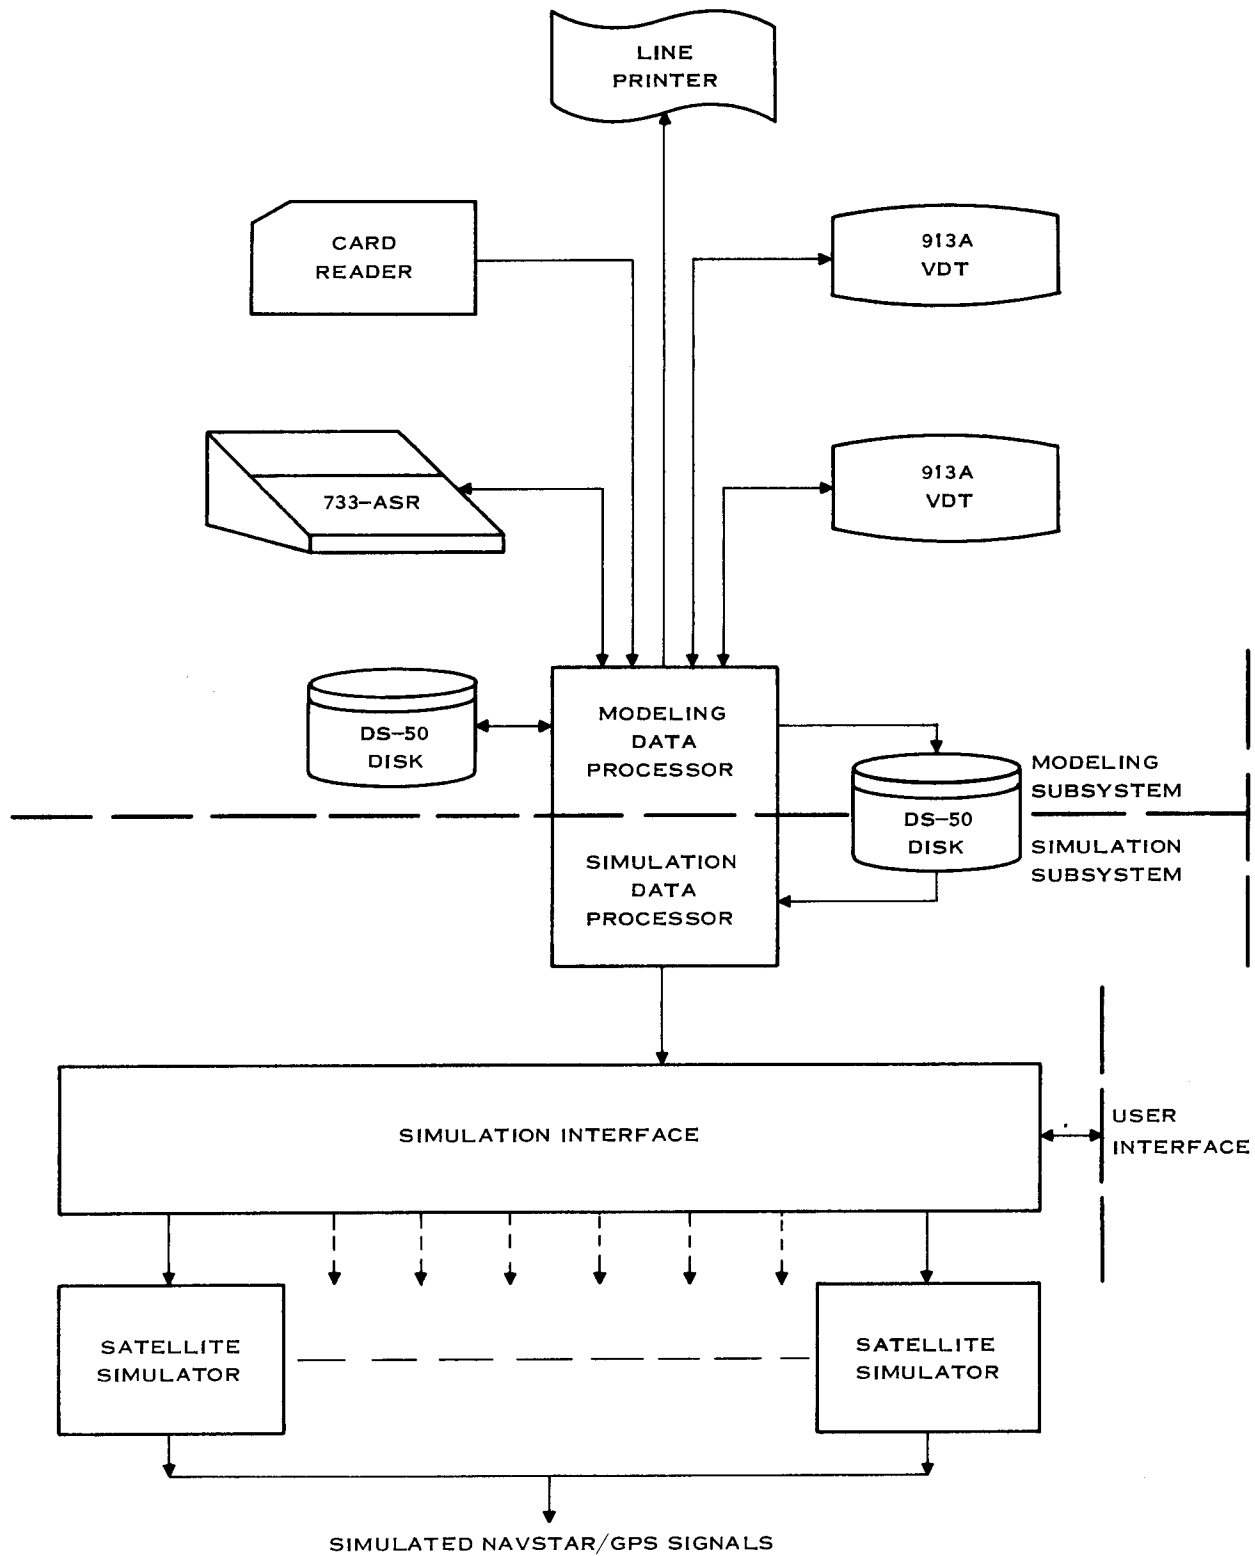 LINE
PRINTER
CARD
READER
913A
VDT
733-ASR
913A
VDT
DS-50
DISK
MODELING
DATA
PROCESSOR
MODELING
SUBSYSTEM
DS-50
DISK
SIMULATION
SUBSYSTEM
SIMULATION
DATA
PROCESSOR
SIMULATION INTERFACE
USER
INTERFACE
SATELLITE
SIMULATOR
SATELLITE
SIMULATOR
SIMULATED NAVSTAR/GPS SIGNALS